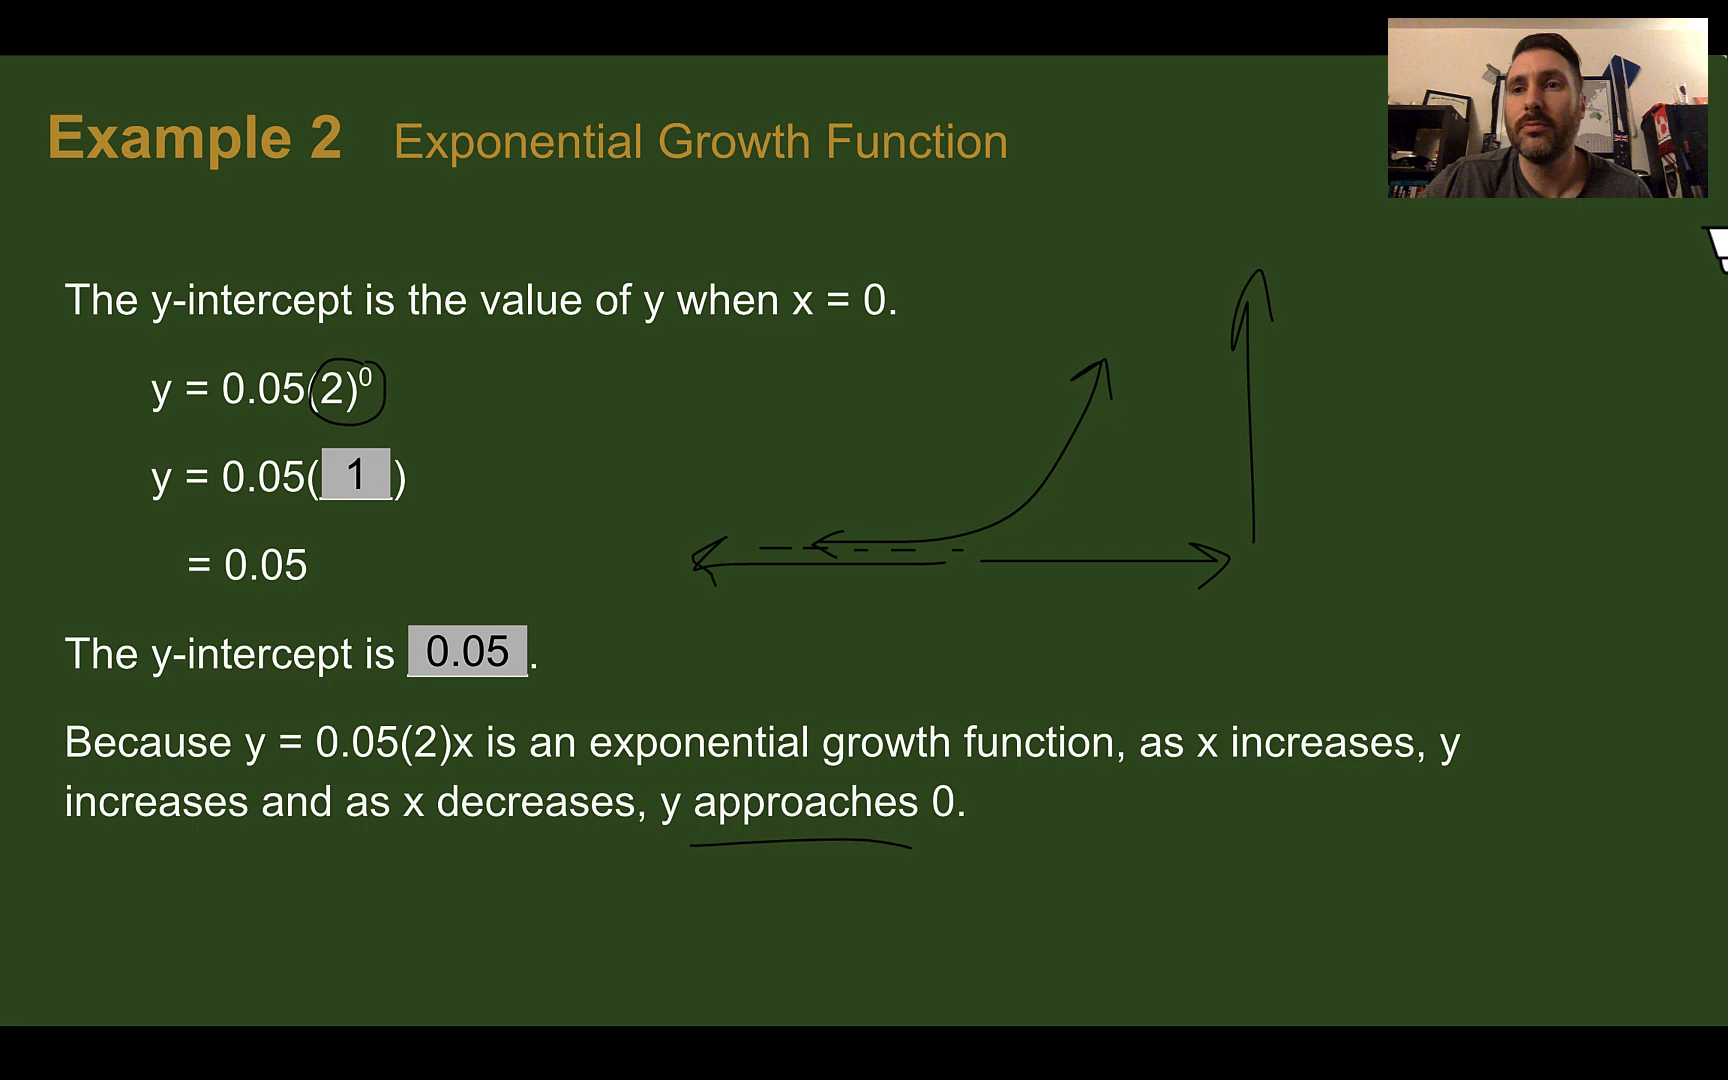 Example 2 Exponential Growth Function
The y-intercept is the value of y when x = 0.
y = 0.05(2)⁰
y = 0.05( 1 )
= 0.05
The y-intercept is 0.05 .
Because y = 0.05(2)x is an exponential growth function, as x increases, y
increases and as x decreases, y approaches 0.